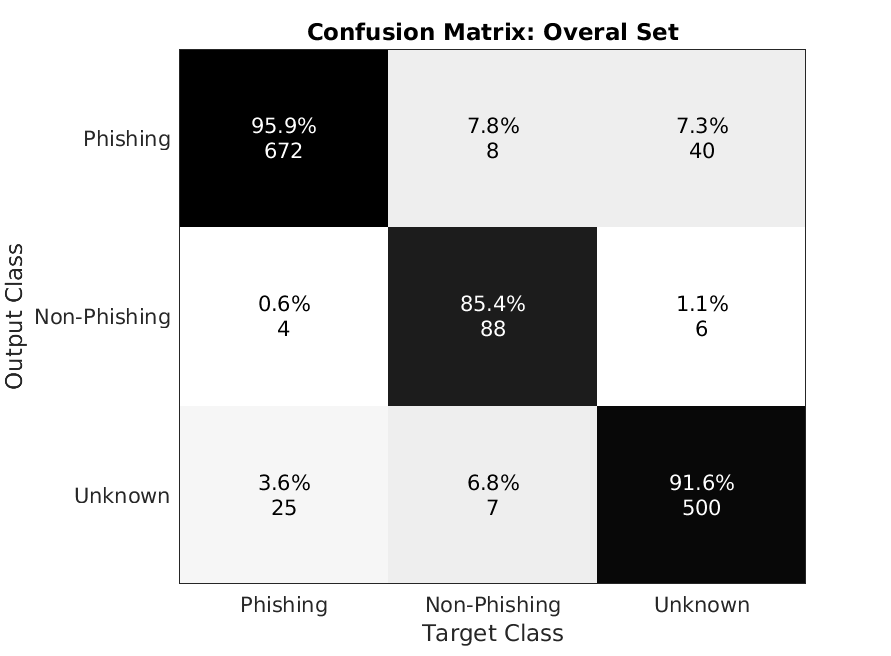 Confusion Matrix: Overal Set
Output Class
Phishing
95.9%
672
7.8%
8
7.3%
40
Non-Phishing
0.6%
4
85.4%
88
1.1%
6
Unknown
3.6%
25
6.8%
7
91.6%
500
Phishing
Non-Phishing
Unknown
Target Class